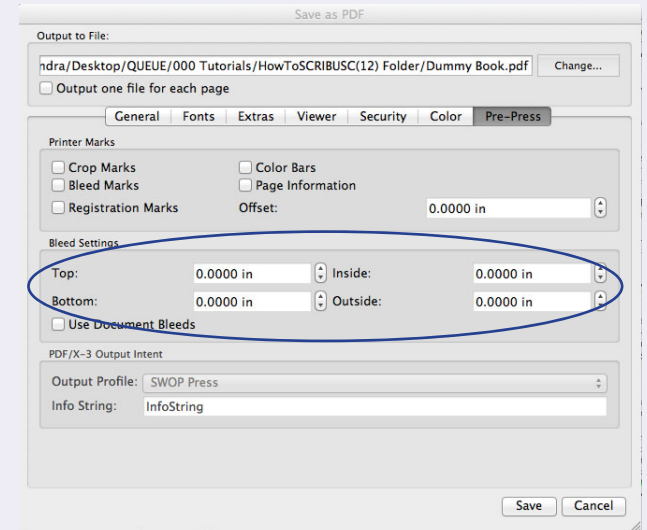 Save as PDF
Output to File:
ndra/Desktop/QUEUE/000 Tutorials/HowToSCRIBUSC(12) Folder/Dummy Book.pdf Change...
Output one file for each page
General Fonts Extras Viewer Security Color Pre-Press
Printer Marks
Crop Marks Color Bars
Bleed Marks Page Information
Registration Marks Offset: 0.0000 in
Bleed Settings
Top: 0.0000 in Inside: 0.0000 in
Bottom: 0.0000 in Outside: 0.0000 in
Use Document Bleeds
PDF/X-3 Output Intent
Output Profile: SWOP Press
Info String: InfoString
Save Cancel